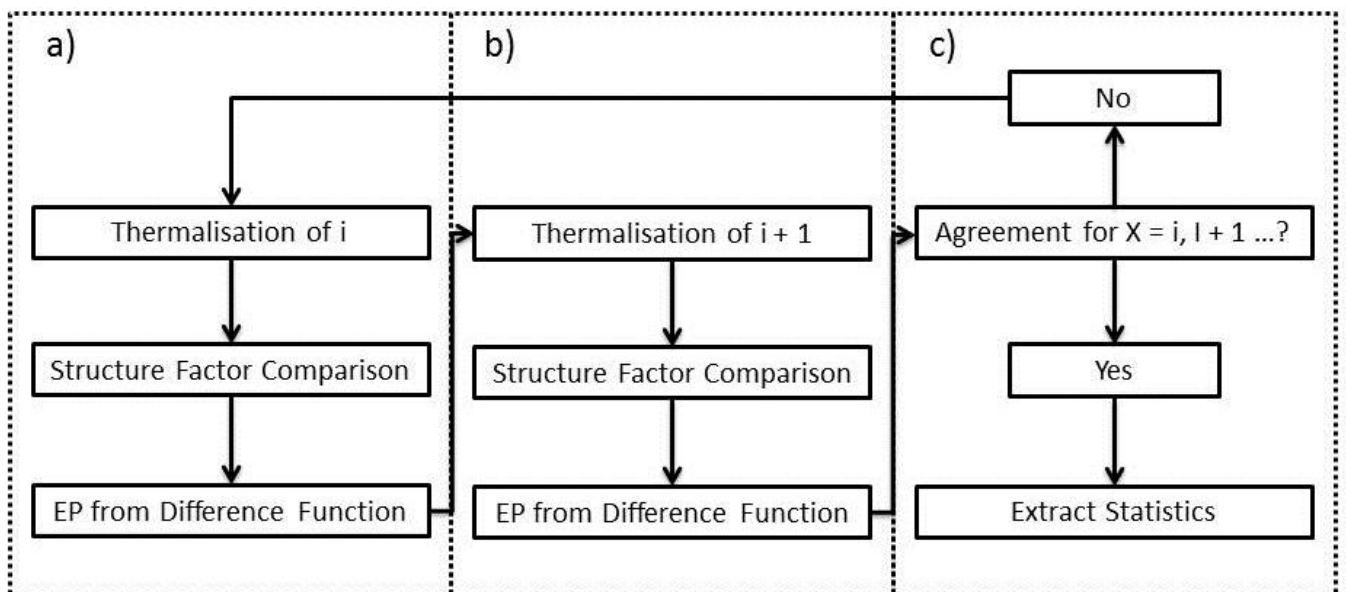 a)
Thermalisation of i
Structure Factor Comparison
EP from Difference Function
b)
Thermalisation of i + 1
Structure Factor Comparison
EP from Difference Function
c)
No
Agreement for X = i, I + 1 ...?
Yes
Extract Statistics